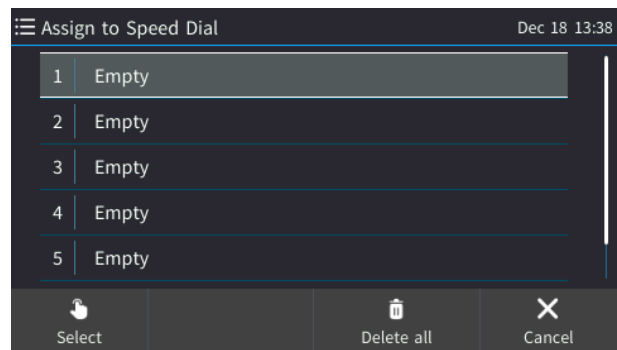 Assign to Speed Dial Dec 18 13:38
1 Empty
2 Empty
3 Empty
4 Empty
5 Empty
Select Delete all Cancel